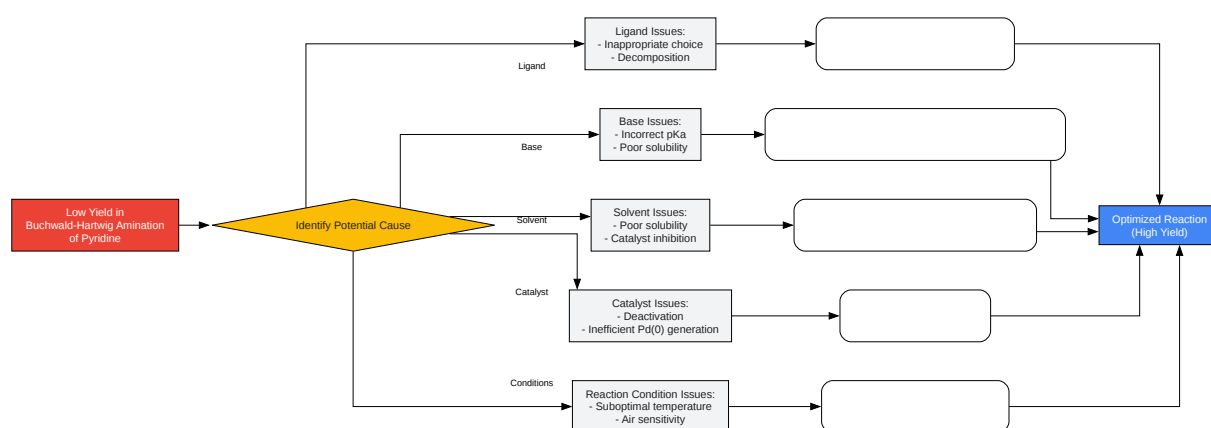 Low Yield in
Buchwald-Hartwig Amination
of Pyridine
Identify Potential Cause
Ligand
Ligand Issues:
- Inappropriate choice
- Decomposition
Base
Base Issues:
- Incorrect pKa
- Poor solubility
Solvent
Solvent Issues:
- Poor solubility
- Catalyst inhibition
Catalyst
Catalyst Issues:
- Deactivation
- Inefficient Pd(0) generation
Conditions
Reaction Condition Issues:
- Suboptimal temperature
- Air sensitivity
Optimized Reaction
(High Yield)